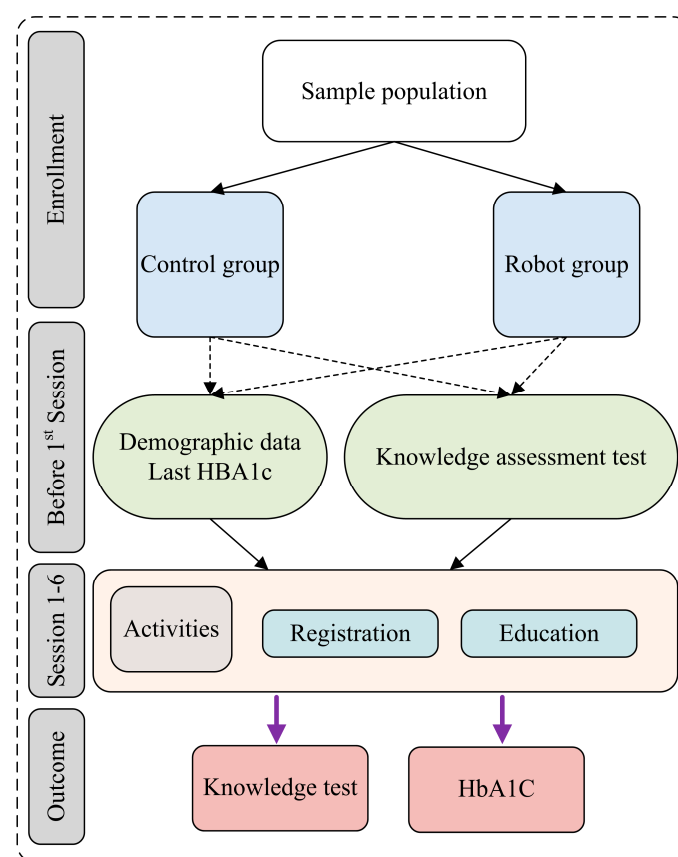 Enrollment
Sample population
Control group
Robot group
Before 1st Session
Demographic data
Last HBA1c
Knowledge assessment test
Session 1-6
Activities
Registration
Education
Outcome
Knowledge test
HbA1C